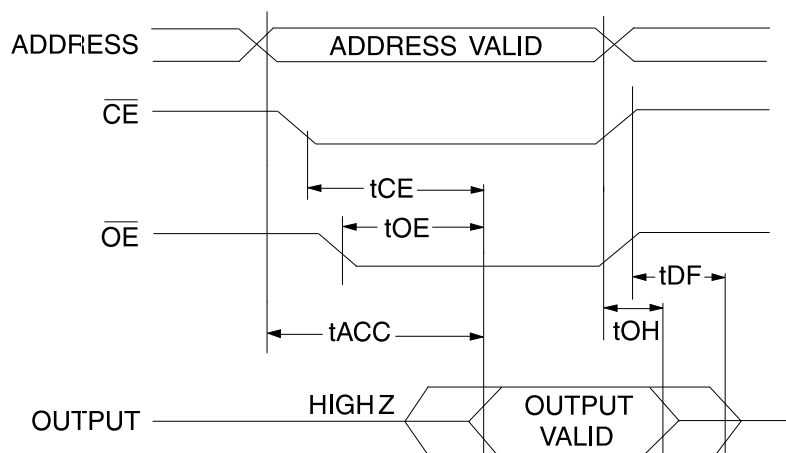 ADDRESS
ADDRESS VALID
CE
tCE
OE
tOE
tDF
tACC
tOH
HIGH Z
OUTPUT
OUTPUT
VALID